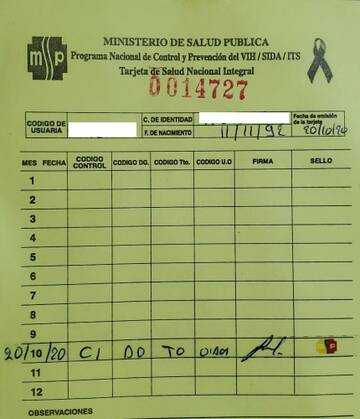 MINISTERIO DE SALUD PUBLICA
msp
Programa Nacional de Control y Prevención del VIH / SIDA / ITS
Tarjeta de Salud Nacional Integral
0014727
CODIGO DE USUARIA
C. DE IDENTIDAD
F. DE NACIMIENTO 11/11/92
Fecha de emisión de la tarjeta
20/10/20
MES FECHA CODIGO CONTROL CODIGO DG. CODIGO Tto. CODIGO U.O FIRMA SELLO
1
2
3
4
5
6
7
8
9
20/10/20 C1 D0 T0
11
12
OBSERVACIONES